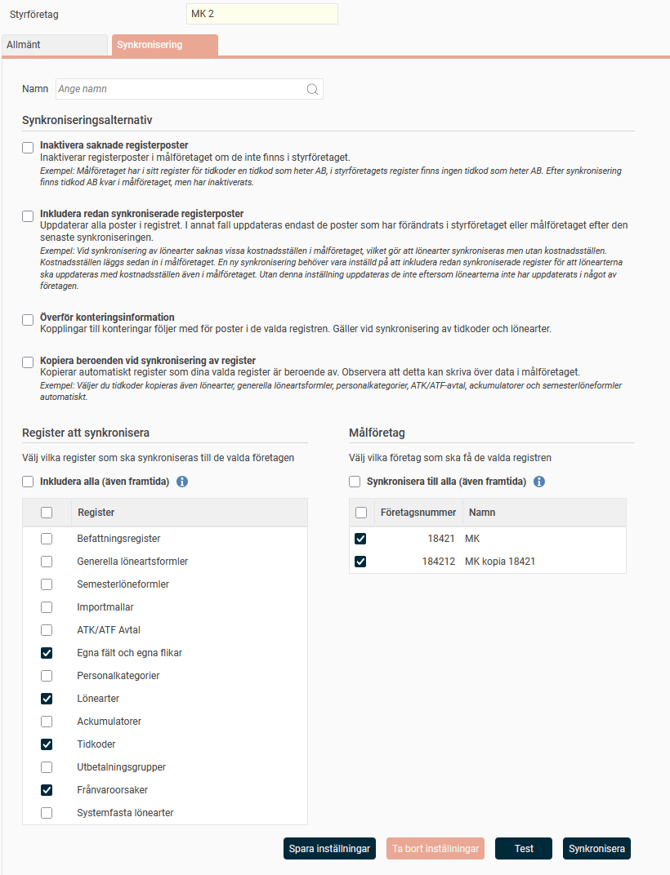 Styrföretag
MK 2
Allmänt
Synkronisering
Namn
Ange namn
Synkroniseringsalternativ
Inaktivera saknade registerposter
Inaktiverar registerposter i målföretaget om de inte finns i styrföretaget.
Exempel: Målföretaget har i sitt register för tidkoder en tidkod som heter AB, i styrföretagets register finns ingen tidkod som heter AB. Efter synkronisering
finns tidkod AB kvar i målföretaget, men har inaktiverats.
Inkludera redan synkroniserade registerposter
Uppdaterar alla poster i registret. I annat fall uppdateras endast de poster som har förändrats i styrföretaget eller målföretaget efter den
senaste synkroniseringen.
Exempel: Vid synkronisering av lönearter saknas vissa kostnadsställen i målföretaget, vilket gör att lönearter synkroniseras men utan kostnadsställen.
Kostnadsställen läggs sedan in i målföretaget. En ny synkronisering behöver vara inställd på att inkludera redan synkroniserade register för att lönearterna
ska uppdateras med kostnadsställen även i målföretaget. Utan denna inställning uppdateras de inte eftersom lönearterna inte har uppdaterats i något av
företagen.
Överför konteringsinformation
Kopplingar till konteringar följer med för poster i de valda registren. Gäller vid synkronisering av tidkoder och lönearter.
Kopiera beroenden vid synkronisering av register
Kopierar automatiskt register som dina valda register är beroende av. Observera att detta kan skriva över data i målföretaget.
Exempel: Väljer du tidkoder kopieras även lönearter, generella löneartsformler, personalkategorier, ATK/ATF-avtal, ackumulatorer och semesterlöneformler
automatiskt.
Register att synkronisera
Välj vilka register som ska synkroniseras till de valda företagen
Inkludera alla (även framtida)
Register
Befattningsregister
Generella löneartsformler
Semesterlöneformler
Importmallar
ATK/ATF Avtal
Egna fält och egna flikar
Personalkategorier
Lönearter
Ackumulatorer
Tidkoder
Utbetalningsgrupper
Frånvaroorsaker
Systemfasta lönearter
Målföretag
Välj vilka företag som ska få de valda registren
Synkronisera till alla (även framtida)
Företagsnummer Namn
18421 MK
184212 MK kopia 18421
Spara inställningar
Ta bort inställningar
Test
Synkronisera